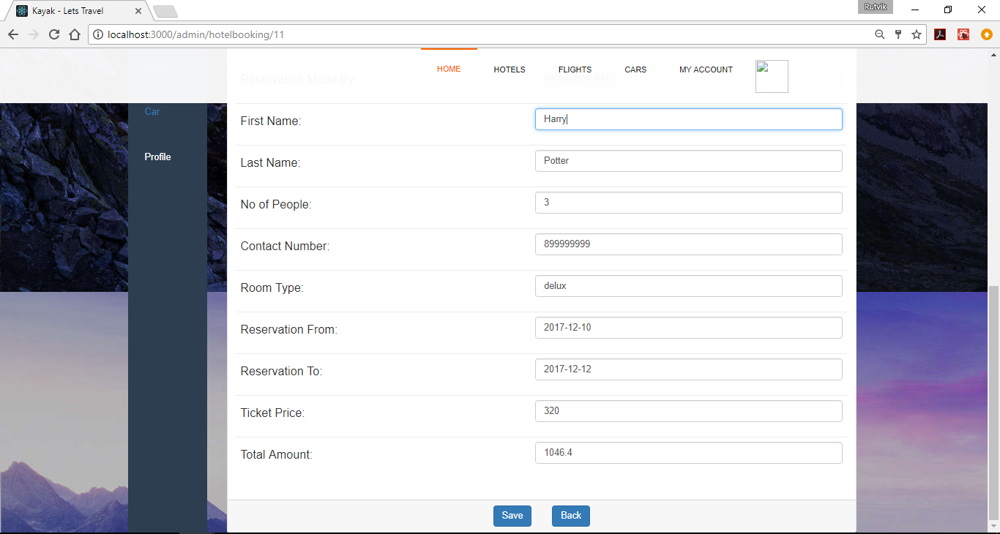 Kayak - Lets Travel
Rutvik
localhost:3000/admin/hotelbooking/11
HOME HOTELS FLIGHTS CARS MY ACCOUNT
Reservation Made By:
Car
Profile
First Name: Harry
Last Name: Potter
No of People: 3
Contact Number: 899999999
Room Type: delux
Reservation From: 2017-12-10
Reservation To: 2017-12-12
Ticket Price: 320
Total Amount: 1046.4
Save Back